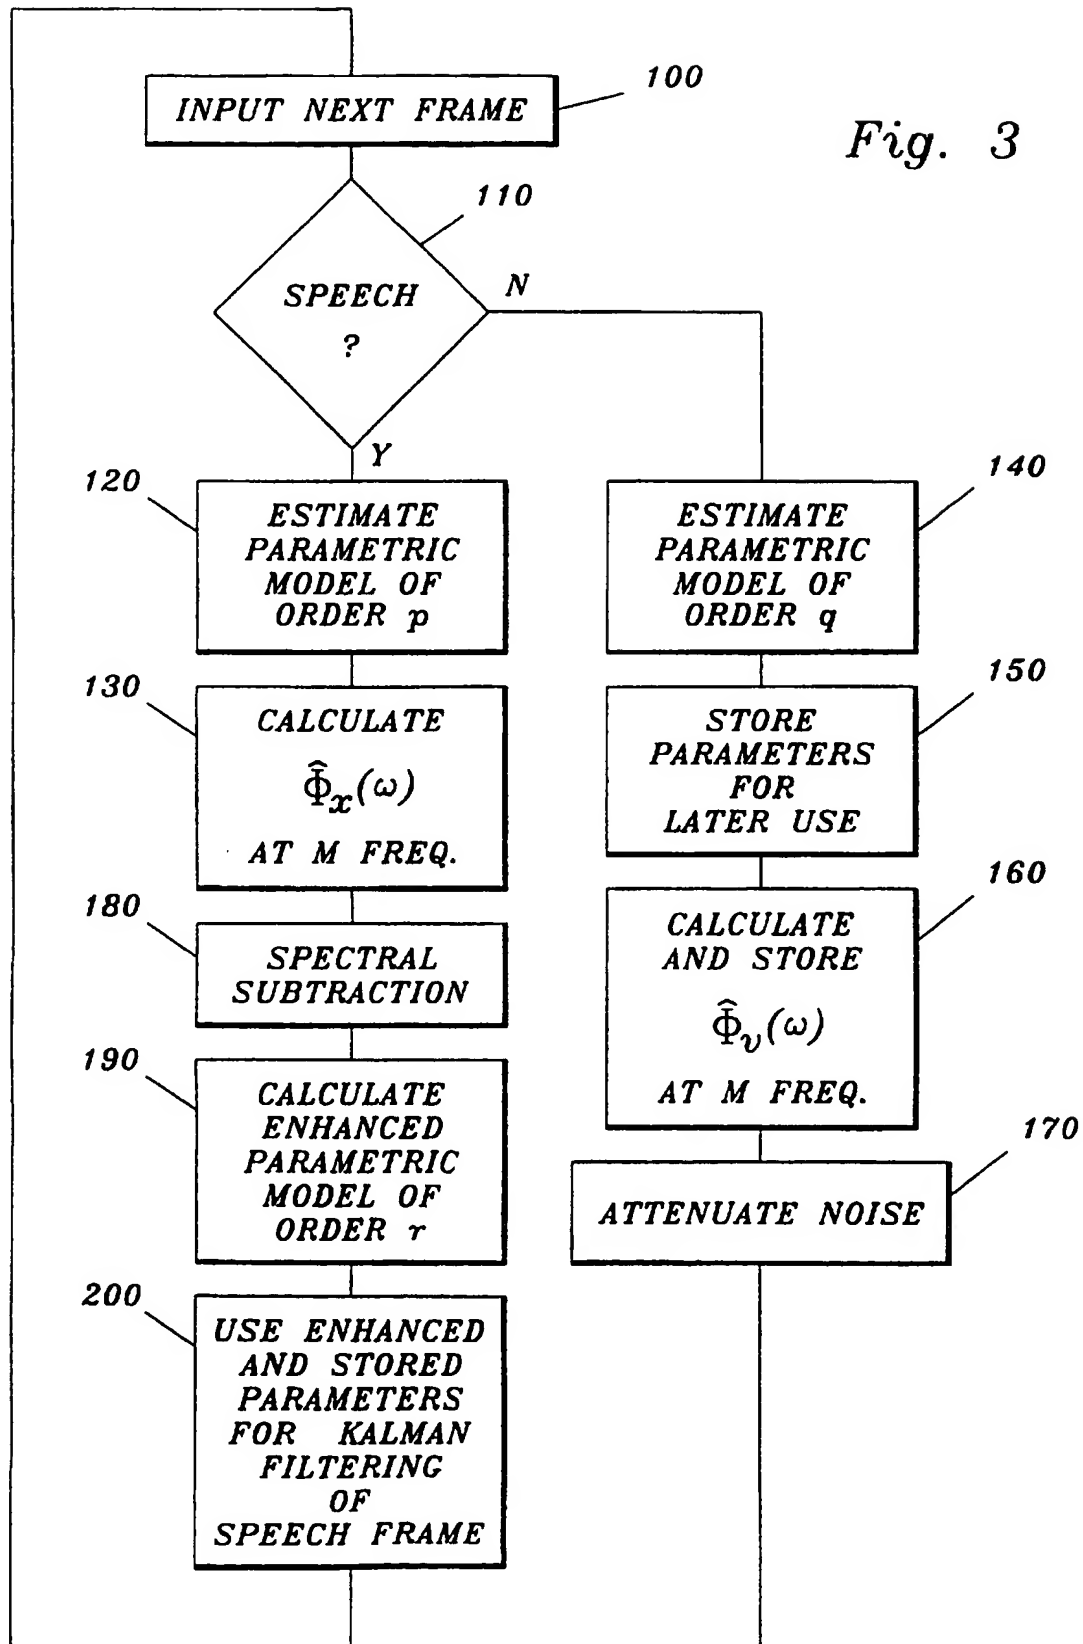 100
INPUT NEXT FRAME
Fig. 3
110
SPEECH
?
N
Y
120
ESTIMATE
PARAMETRIC
MODEL OF
ORDER p
140
ESTIMATE
PARAMETRIC
MODEL OF
ORDER q
130
CALCULATE
Φ̂x(ω)
AT M FREQ.
150
STORE
PARAMETERS
FOR
LATER USE
160
CALCULATE
AND STORE
Φ̂v(ω)
AT M FREQ.
180
SPECTRAL
SUBTRACTION
190
CALCULATE
ENHANCED
PARAMETRIC
MODEL OF
ORDER r
170
ATTENUATE NOISE
200
USE ENHANCED
AND STORED
PARAMETERS
FOR KALMAN
FILTERING
OF
SPEECH FRAME